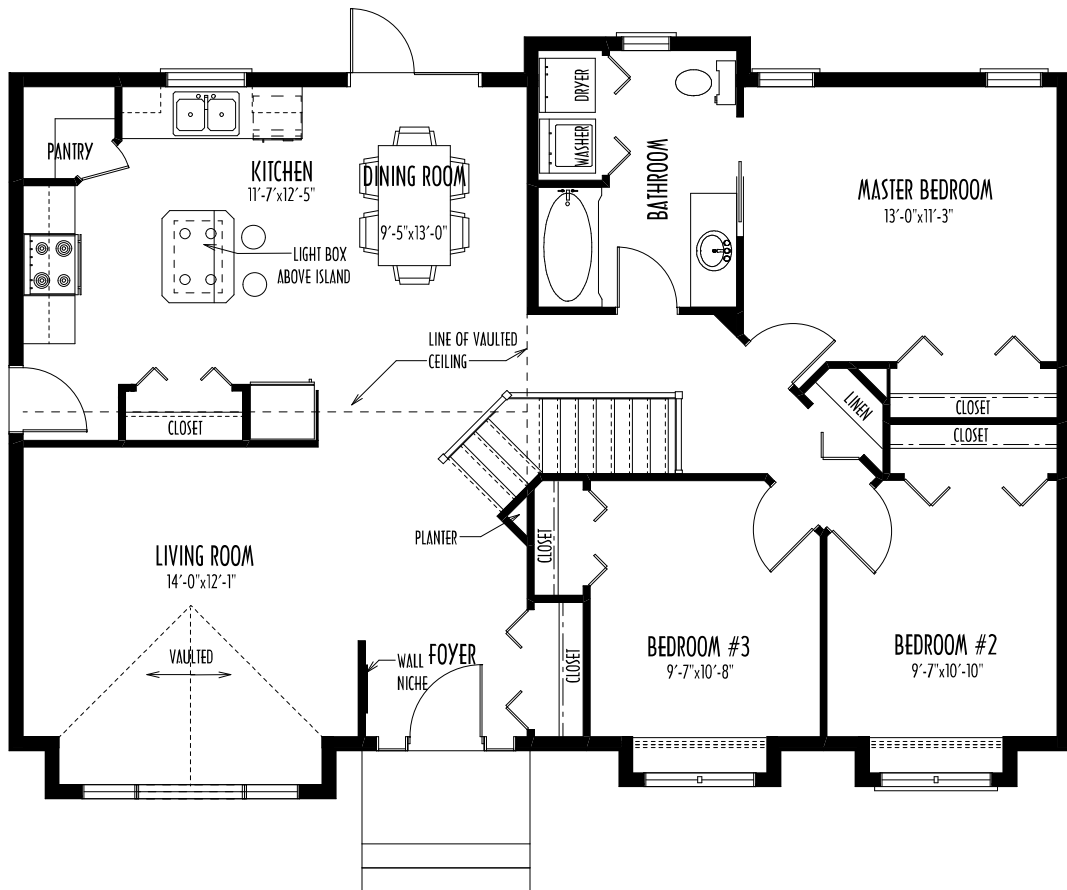 DRYER
WASHER
PANTRY
KITCHEN
11'-7"x12'-5"
DINING ROOM
9'-5"x13'-0"
BATHROOM
MASTER BEDROOM
13'-0"x11'-3"
LIGHT BOX
ABOVE ISLAND
LINE OF VAULTED
CEILING
LINEN
CLOSET
CLOSET
CLOSET
PLANTER
CLOSET
LIVING ROOM
14'-0"x12'-1"
VAULTED
WALL
NICHE
FOYER
CLOSET
BEDROOM #3
9'-7"x10'-8"
BEDROOM #2
9'-7"x10'-10"